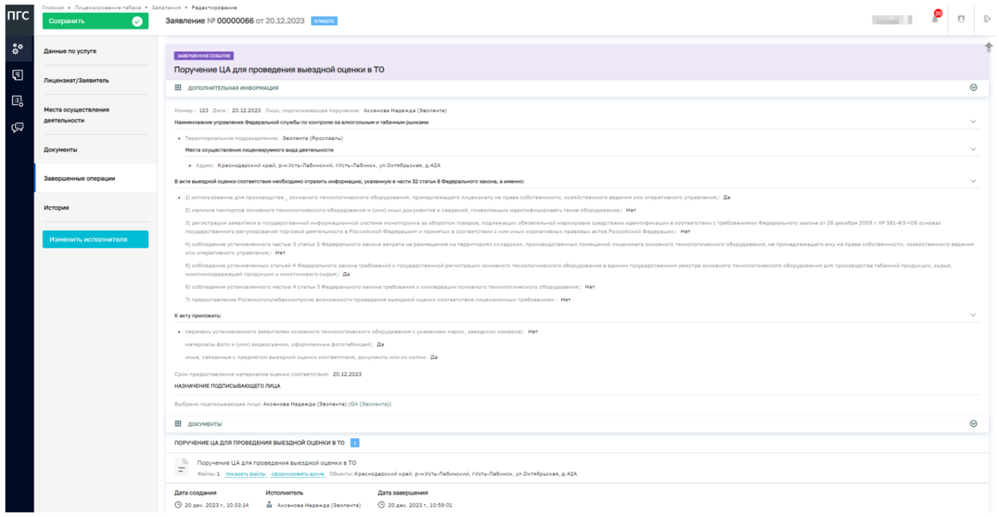 ПГС
Главная ▸ Лицензирование табака ▸ Заявления ▸ Редактирование
Сохранить
Заявление № 00000066 от 20.12.2023 В РАБОТЕ
20
Данные по услуге
Лицензиат/Заявитель
Места осуществления
деятельности
Документы
Завершенные операции
История
Изменить исполнителя
ЗАВЕРШЕННОЕ СОБЫТИЕ
Поручение ЦА для проведения выездной оценки в ТО
ДОПОЛНИТЕЛЬНАЯ ИНФОРМАЦИЯ
Номер : 123 Дата : 20.12.2023 Лицо, подписывающее поручение: Аксенова Надежда (Эволента)
Наименование управления Федеральной службы по контролю за алкогольным и табачным рынками
• Территориальное подразделение: Эволента (Ярославль)
Места осуществления лицензируемого вида деятельности
Адрес: Краснодарский край, р-н.Усть-Лабинский, г.Усть-Лабинск, ул.Октябрьская, д.42А
В акте выездной оценки соответствия необходимо отразить информацию, указанную в части 32 статьи 8 Федерального закона, а именно:
• 1) использование для производства _ основного технологического оборудования, принадлежащего лицензиату на праве собственности, хозяйственного ведения или оперативного управления;: Да
2) наличие паспортов основного технологического оборудования и (или) иных документов и сведений, позволяющих идентифицировать такое оборудование;: Нет
3) регистрация заявителя в государственной информационной системе мониторинга за оборотом товаров, подлежащих обязательной маркировке средствами идентификации в соответствии с требованиями Федерального закона от 28 декабря 2009 г. № 381-ФЗ «Об основах
государственного регулирования торговой деятельности в Российской Федерации» и принятых в соответствии с ним иных нормативных правовых актов Российской Федерации;: Нет
4) соблюдение установленного частью 3 статьи 3 Федерального закона запрета на размещение на территориях складских, производственных помещений лицензиата основного технологического оборудования, не принадлежащего ему на праве собственности, хозяйственного ведения
или оперативного управления;: Нет
5) соблюдение установленных статьей 4 Федерального закона требований к государственной регистрации основного технологического оборудования в едином государственном реестре основного технологического оборудования для производства табачной продукции, сырья,
никотинсодержащей продукции и никотинового сырья;: Да
6) соблюдение установленного частью 4 статьи 3 Федерального закона требования о консервации основного технологического оборудования;: Нет
7) предоставление Росалкогольтабакконтролю возможности проведения выездной оценки соответствия лицензионным требованиям.: Нет
К акту приложить:
• перечень установленного заявителем основного технологического оборудования с указанием марок, заводских номеров;: Нет
материалы фото и (или) видеосъемки, оформленные фототаблицей;: Да
иные, связанные с предметом выездной оценки соответствия, документы или их копии: Да
Срок предоставления материалов оценки соответствия: 20.12.2023
НАЗНАЧЕНИЕ ПОДПИСЫВАЮЩЕГО ЛИЦА
Выбрано подписывающее лицо: Аксенова Надежда (Эволента) (QA (Эволента))
ДОКУМЕНТЫ
ПОРУЧЕНИЕ ЦА ДЛЯ ПРОВЕДЕНИЯ ВЫЕЗДНОЙ ОЦЕНКИ В ТО 1
Поручение ЦА для проведения выездной оценки в ТО
Файлы: 1 показать файлы сформировать архив Объекты: Краснодарский край, р-н.Усть-Лабинский, г.Усть-Лабинск, ул.Октябрьская, д.42А
Дата создания Исполнитель Дата завершения
20 дек. 2023 г., 10:33:14 Аксенова Надежда (Эволента) 20 дек. 2023 г., 10:59:01